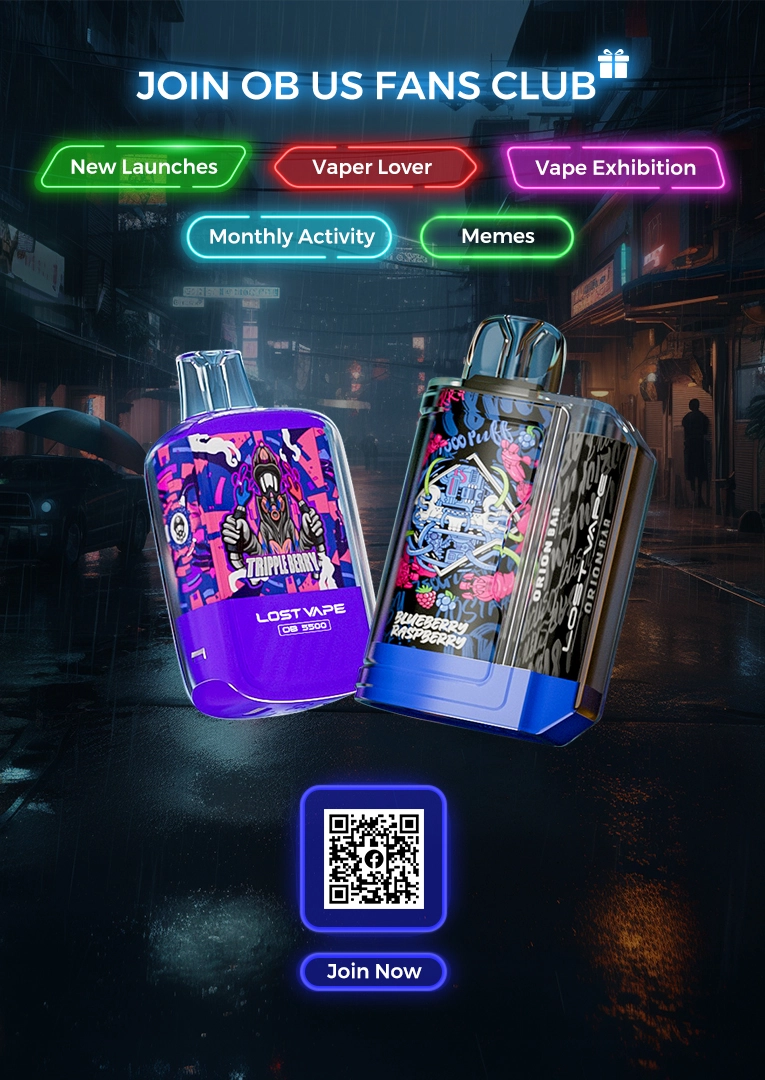 JOIN OB US FANS CLUB
New Launches
Vaper Lover
Vape Exhibition
Monthly Activity
Memes
TRIPPLE BERRY
LOST VAPE
OB 5500
BLUEBERRY
RASPBERRY
ORION BAR
LOST VAPE
ORION BAR
Join Now